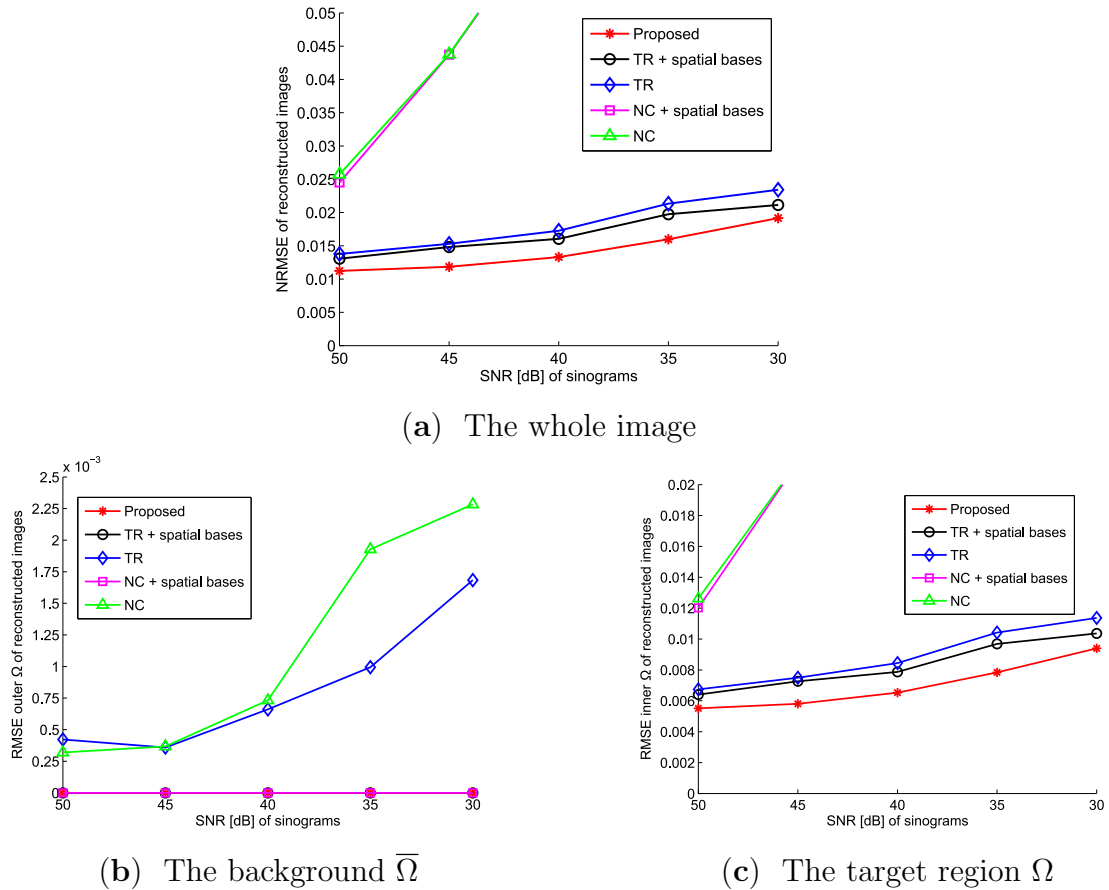 0.05
0.045
0.04
0.035
0.03
0.025
0.02
0.015
0.01
0.005
0
NRMSE of reconstructed images
Proposed
TR + spatial bases
TR
NC + spatial bases
NC
50 45 40 35 30
SNR [dB] of sinograms
(a) The whole image
x 10⁻³
2.5
2.25
2
1.75
1.5
1.25
1
0.75
0.5
0.25
0
RMSE outer Ω of reconstructed images
Proposed
TR + spatial bases
TR
NC + spatial bases
NC
50 45 40 35 30
SNR [dB] of sinograms
(b) The background Ω̅
0.02
0.018
0.016
0.014
0.012
0.01
0.008
0.006
0.004
0.002
0
RMSE inner Ω of reconstructed images
Proposed
TR + spatial bases
TR
NC + spatial bases
NC
50 45 40 35 30
SNR [dB] of sinograms
(c) The target region Ω